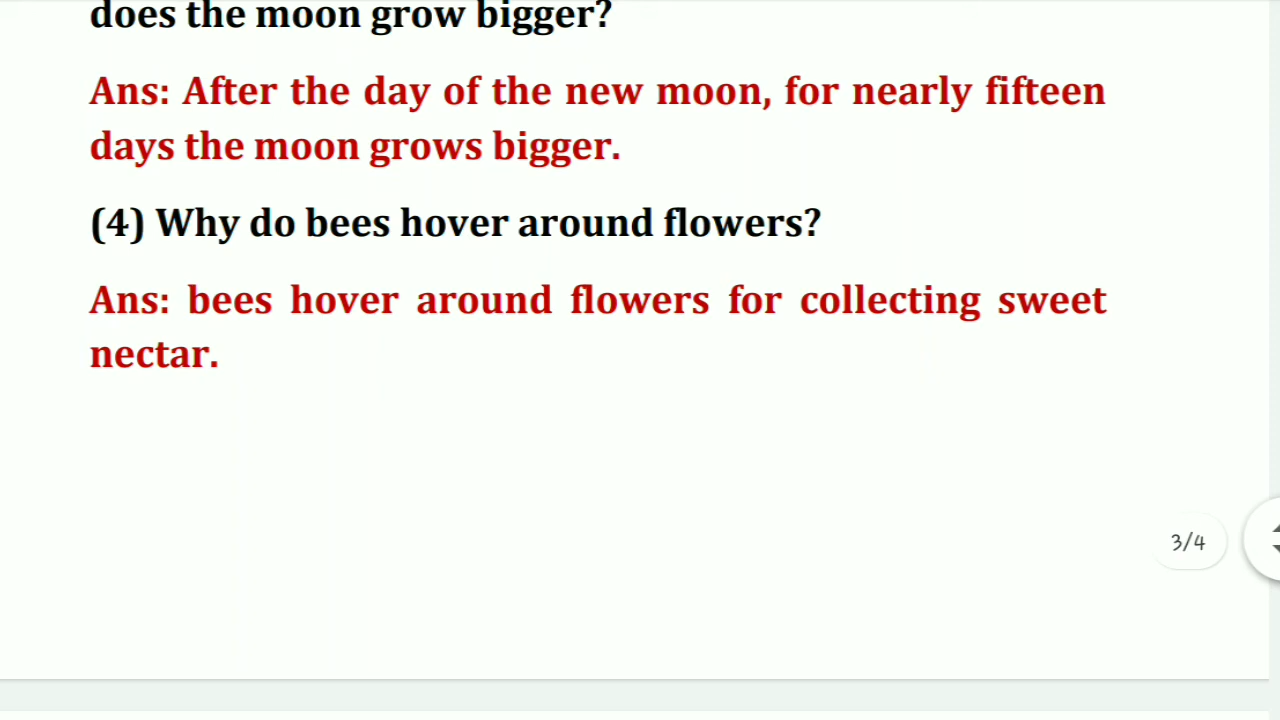 does the moon grow bigger?
Ans: After the day of the new moon, for nearly fifteen
days the moon grows bigger.
(4) Why do bees hover around flowers?
Ans: bees hover around flowers for collecting sweet
nectar.
3/4